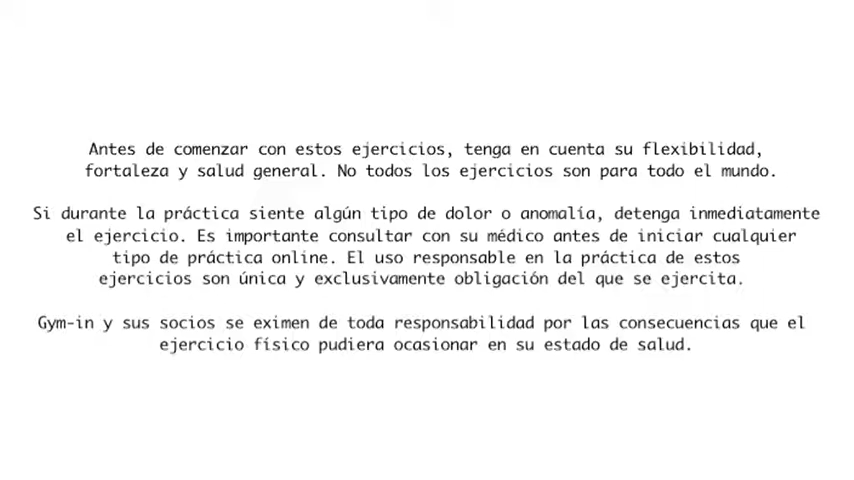 Antes de comenzar con estos ejercicios, tenga en cuenta su flexibilidad,
fortaleza y salud general. No todos los ejercicios son para todo el mundo.
Si durante la práctica siente algún tipo de dolor o anomalía, detenga inmediatamente
el ejercicio. Es importante consultar con su médico antes de iniciar cualquier
tipo de práctica online. El uso responsable en la práctica de estos
ejercicios son única y exclusivamente obligación del que se ejercita.
Gym-in y sus socios se eximen de toda responsabilidad por las consecuencias que el
ejercicio físico pudiera ocasionar en su estado de salud.